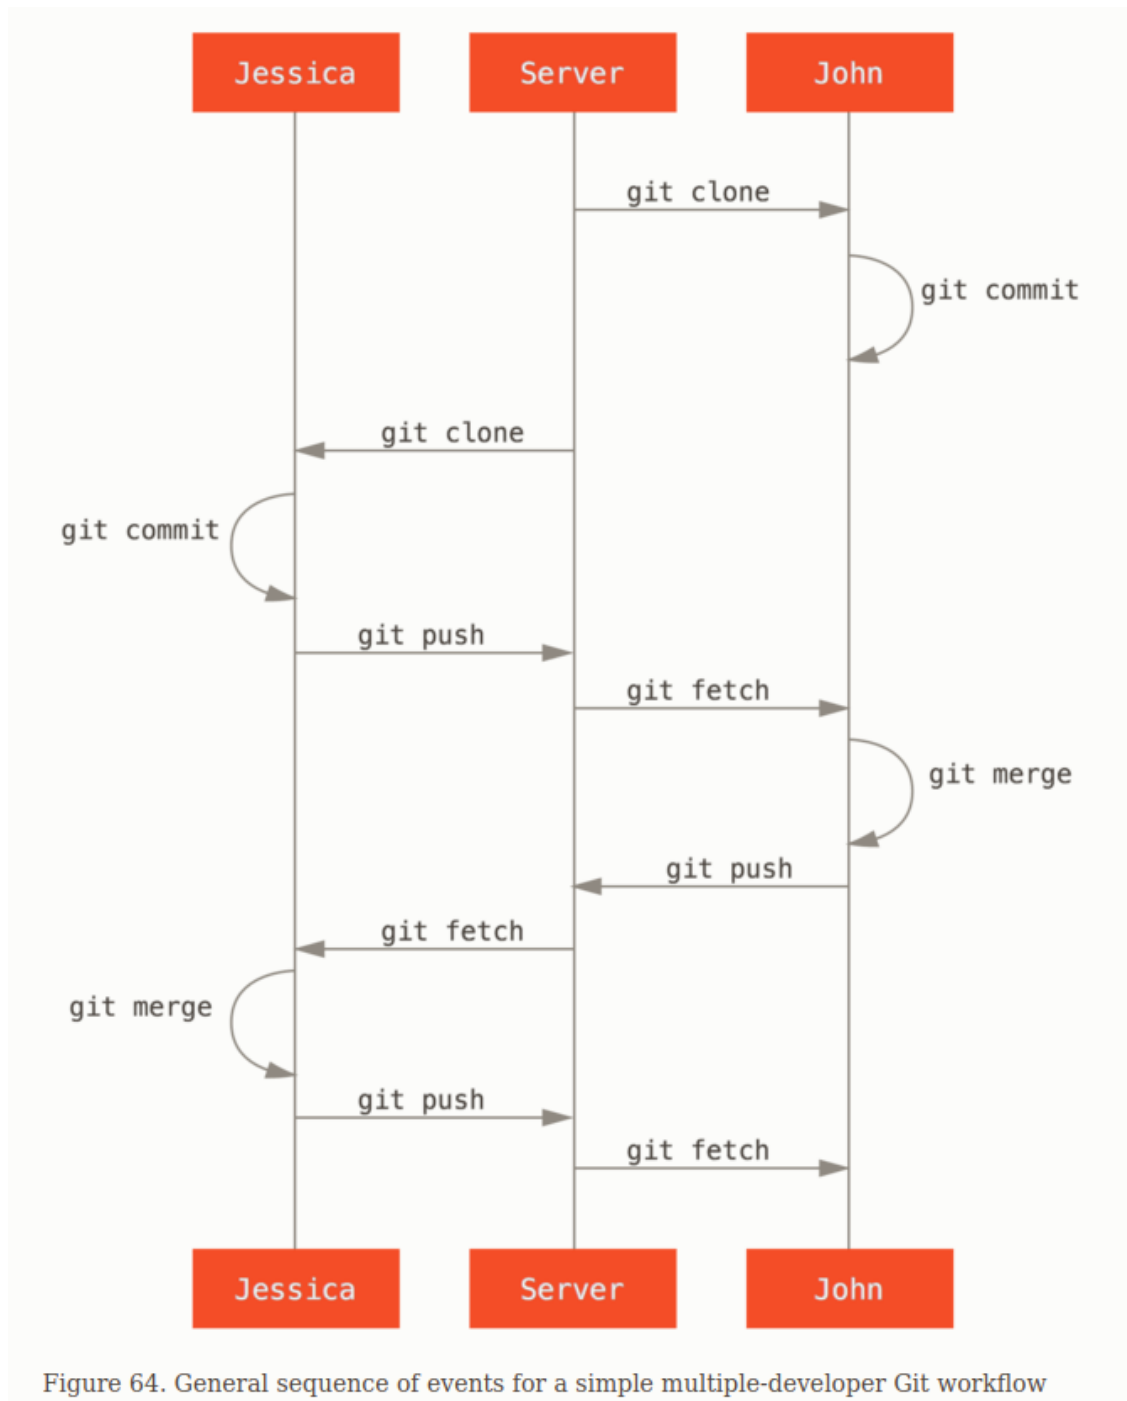 Jessica Server John
git clone
git commit
git clone
git commit
git push
git fetch
git merge
git push
git fetch
git merge
git push
git fetch
Jessica Server John
Figure 64. General sequence of events for a simple multiple-developer Git workflow